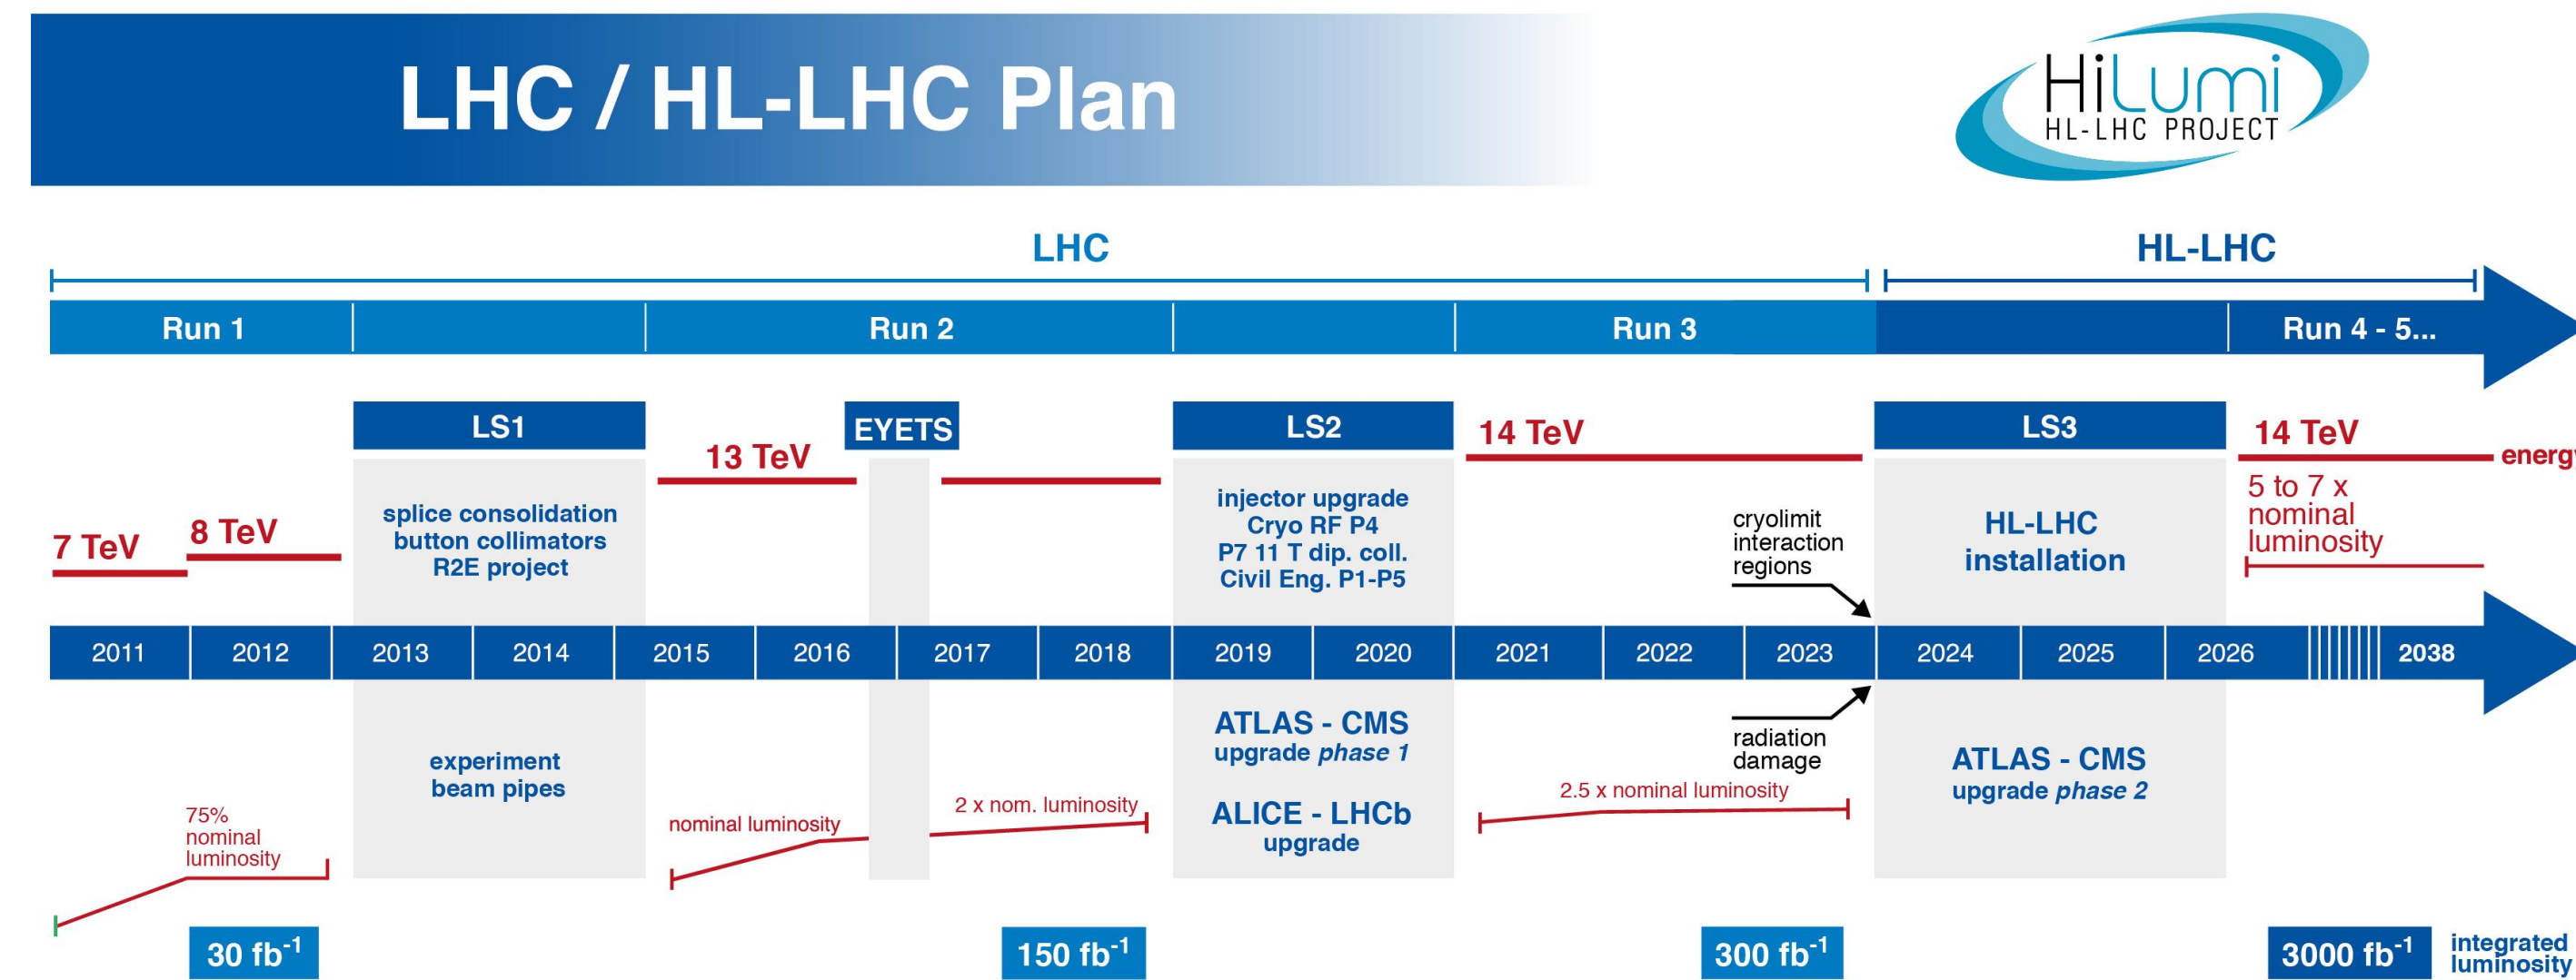 LHC / HL-LHC Plan
HiLumi
HL-LHC PROJECT
LHC
HL-LHC
Run 1
Run 2
Run 3
Run 4 - 5...
LS1
EYETS
LS2
LS3
7 TeV
8 TeV
13 TeV
14 TeV
14 TeV
splice consolidation
button collimators
R2E project
injector upgrade
Cryo RF P4
P7 11 T dip. coll.
Civil Eng. P1-P5
cryolimit
interaction
regions
HL-LHC
installation
5 to 7 x
nominal
luminosity
energy
2011
2012
2013
2014
2015
2016
2017
2018
2019
2020
2021
2022
2023
2024
2025
2026
2038
75%
nominal
luminosity
experiment
beam pipes
nominal luminosity
2 x nom. luminosity
ATLAS - CMS
upgrade phase 1
ALICE - LHCb
upgrade
2.5 x nominal luminosity
radiation
damage
ATLAS - CMS
upgrade phase 2
30 fb⁻¹
150 fb⁻¹
300 fb⁻¹
3000 fb⁻¹
integrated
luminosity